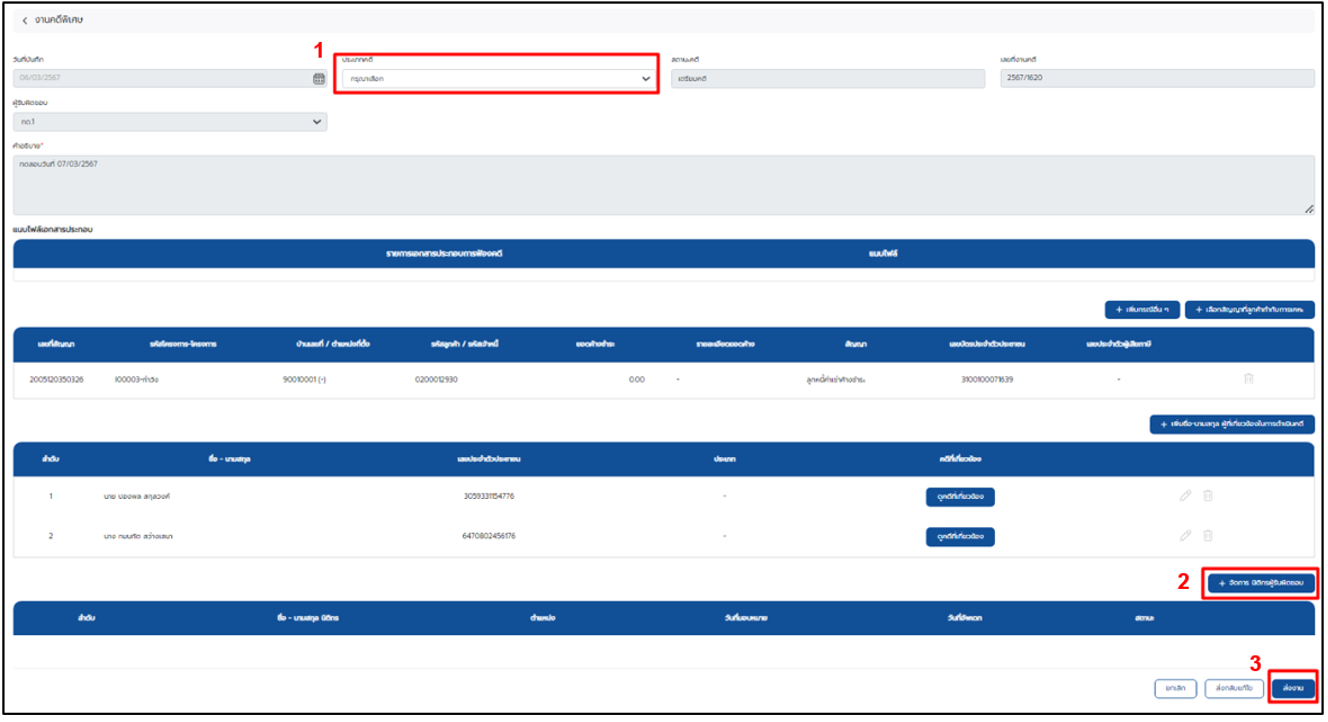 งานคดีพิเศษ
1
วันที่บันทึก ประเภทคดี สถานะคดี เลขที่งานคดี
06/03/2567 กรุณาเลือก เตรียมคดี 2567/1620
ผู้รับผิดชอบ
กด.1
คำอธิบาย*
ทดสอบวันที่ 07/03/2567
แนบไฟล์เอกสารประกอบ
รายการเอกสารประกอบการฟ้องคดี แนบไฟล์
+ เพิ่มกรณีอื่น ๆ + เลือกสัญญาที่ลูกค้าทำกับการเคหะ
เลขที่สัญญา รหัสโครงการ-โครงการ บ้านเลขที่ / ตำแหน่งที่ตั้ง รหัสลูกค้า / รหัสเจ้าหนี้ ยอดค้างชำระ รายละเอียดยอดค้าง สัญญา เลขบัตรประจำตัวประชาชน เลขประจำตัวผู้เสียภาษี
2005120350326 I00003-ท่าวัง 90010001 (-) 0200012930 0.00 - ลูกหนี้ค่าเช่าค้างชำระ 3100100071639 -
+ เพิ่มชื่อ-นามสกุล ผู้ที่เกี่ยวข้องในการดำเนินคดี
ลำดับ ชื่อ - นามสกุล เลขประจำตัวประชาชน ประเภท คดีที่เกี่ยวข้อง
1 นาย ปองพล สกุลวงศ์ 3059331154776 - ดูคดีที่เกี่ยวข้อง
2 นาง 6470802456176 - ดูคดีที่เกี่ยวข้อง
2 + จัดการ นิติกรผู้รับผิดชอบ
ลำดับ ชื่อ - นามสกุล นิติกร ตำแหน่ง วันที่มอบหมาย วันที่อัพเดท สถานะ
3
ยกเลิก ส่งกลับแก้ไข ส่งงาน